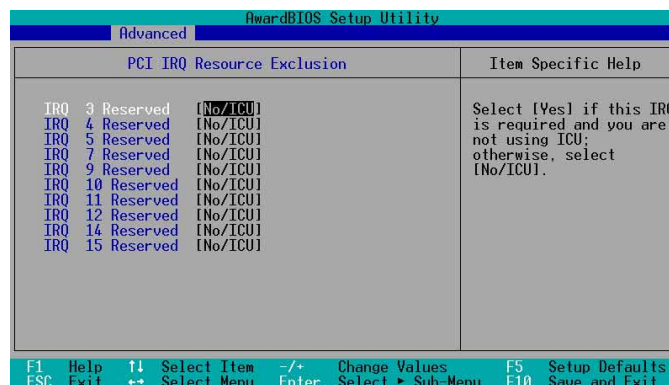 AwardBIOS Setup Utility
Advanced
PCI IRQ Resource Exclusion
Item Specific Help
IRQ 3 Reserved [No/ICU]
IRQ 4 Reserved [No/ICU]
IRQ 5 Reserved [No/ICU]
IRQ 7 Reserved [No/ICU]
IRQ 9 Reserved [No/ICU]
IRQ 10 Reserved [No/ICU]
IRQ 11 Reserved [No/ICU]
IRQ 12 Reserved [No/ICU]
IRQ 14 Reserved [No/ICU]
IRQ 15 Reserved [No/ICU]
Select [Yes] if this IRQ
is required and you are
not using ICU;
otherwise, select
[No/ICU].
F1 Help ↑↓ Select Item -/+ Change Values F5 Setup Defaults
ESC Exit ←→ Select Menu Enter Select ► Sub-Menu F10 Save and Exit